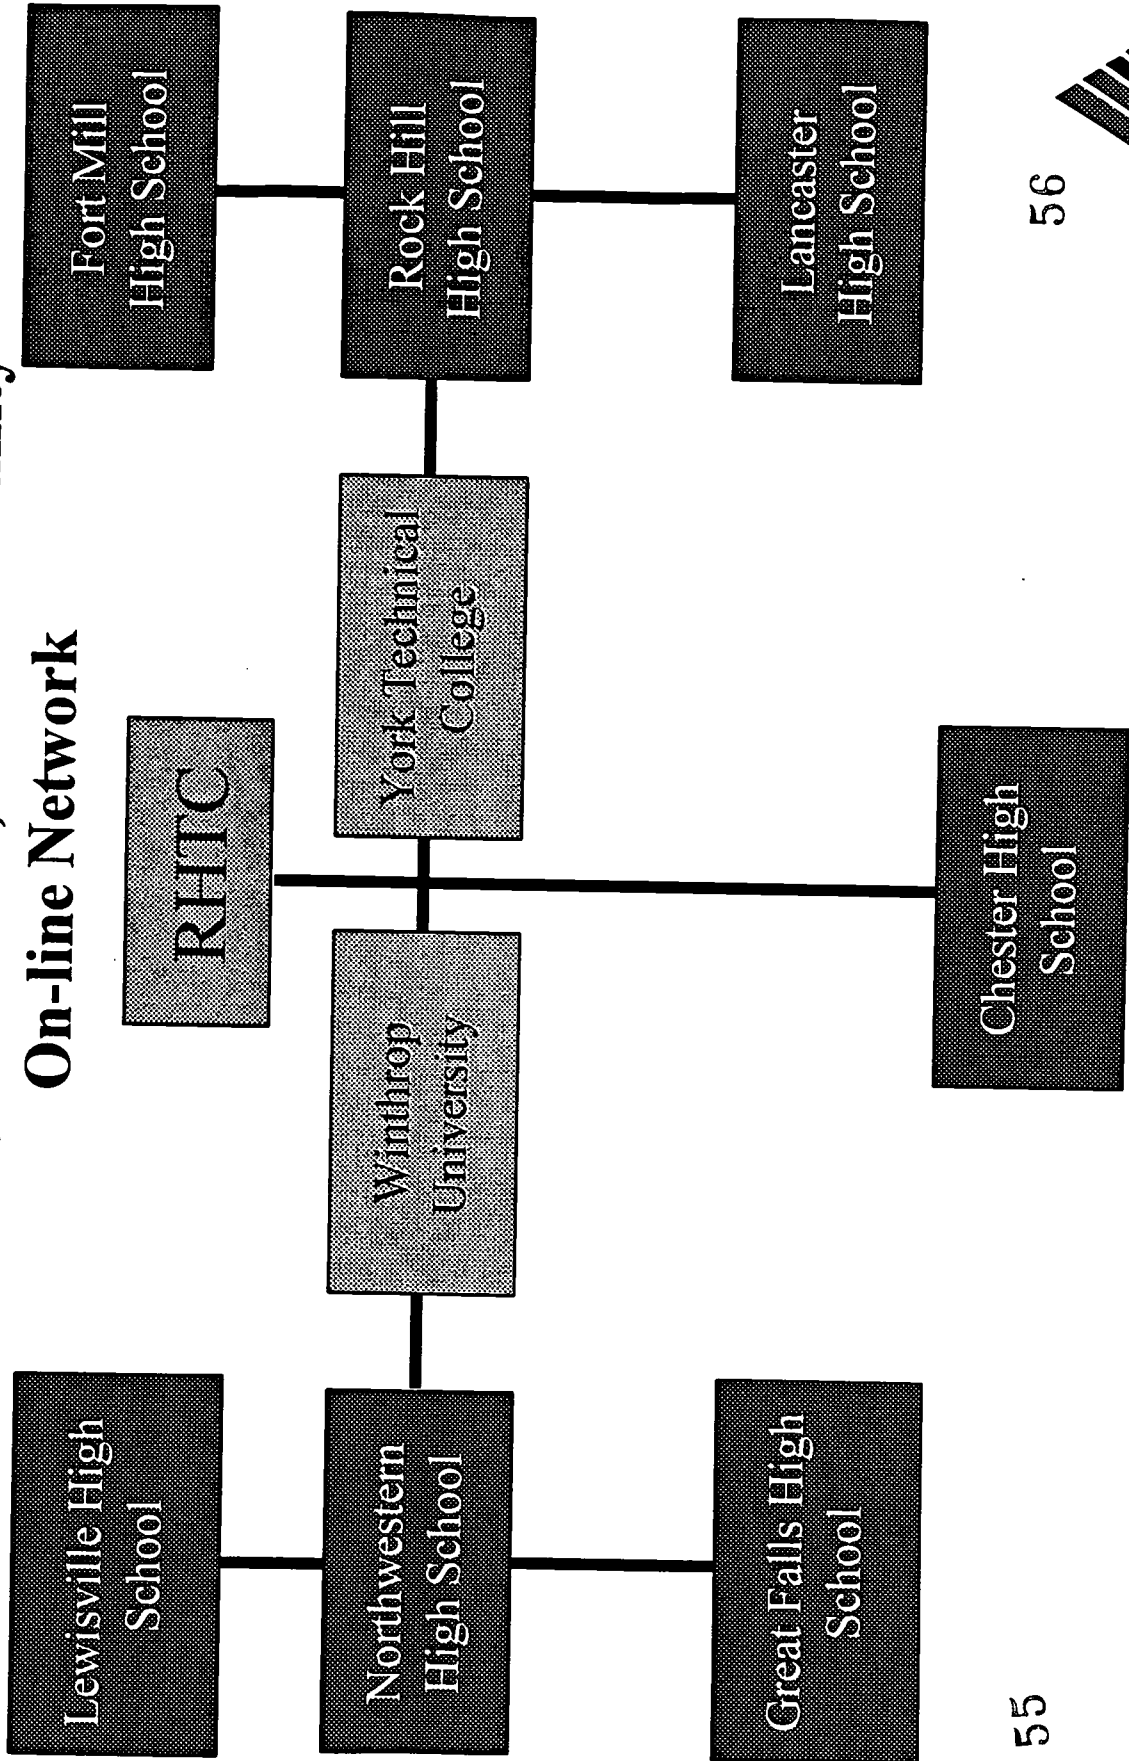 On-line Network
RHTC
Lewisville High
School
Fort Mill
High School
Northwestern
High School
Winthrop
University
York Technical
College
Rock Hill
High School
Great Falls High
School
Chester High
School
Lancaster
High School
55
56